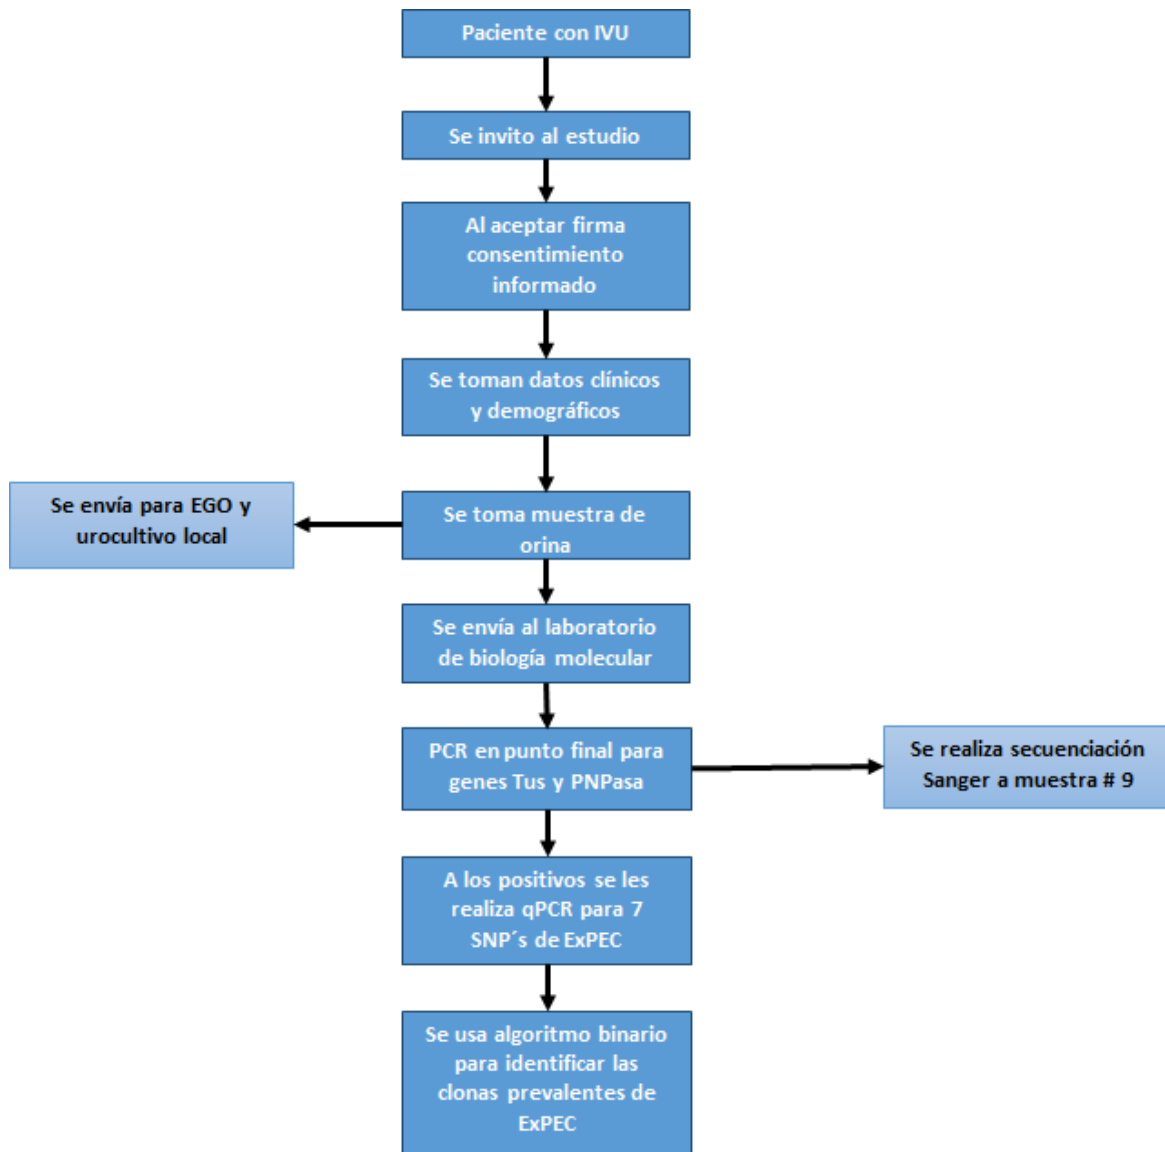 Paciente con IVU
Se invito al estudio
Al aceptar firma
consentimiento
informado
Se toman datos clínicos
y demográficos
Se envía para EGO y
urocultivo local
Se toma muestra de
orina
Se envía al laboratorio
de biología molecular
PCR en punto final para
genes Tus y PNPasa
Se realiza secuenciación
Sanger a muestra # 9
A los positivos se les
realiza qPCR para 7
SNP´s de ExPEC
Se usa algoritmo binario
para identificar las
clonas prevalentes de
ExPEC